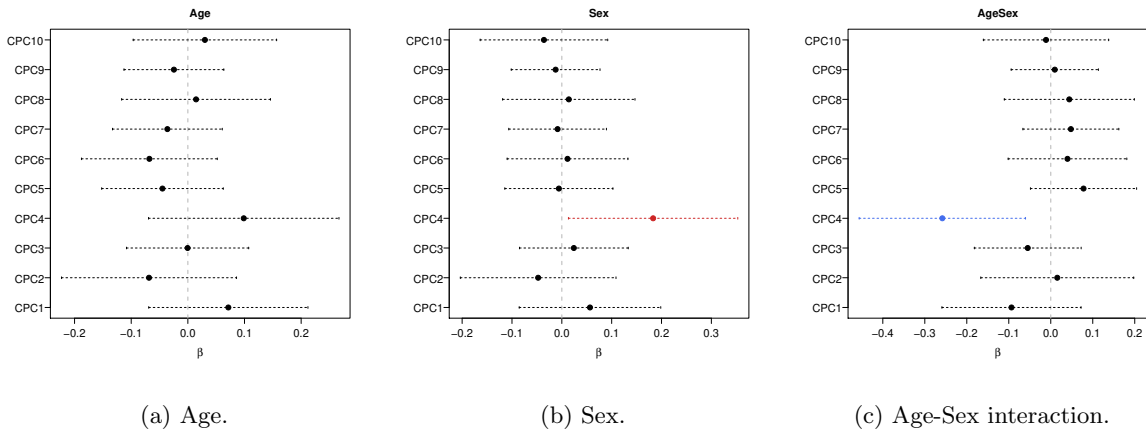 Age
CPC10
CPC9
CPC8
CPC7
CPC6
CPC5
CPC4
CPC3
CPC2
CPC1
−0.2 −0.1 0.0 0.1 0.2
β
(a) Age.
Sex
CPC10
CPC9
CPC8
CPC7
CPC6
CPC5
CPC4
CPC3
CPC2
CPC1
−0.2 −0.1 0.0 0.1 0.2 0.3
β
(b) Sex.
AgeSex
CPC10
CPC9
CPC8
CPC7
CPC6
CPC5
CPC4
CPC3
CPC2
CPC1
−0.4 −0.3 −0.2 −0.1 0.0 0.1 0.2
β
(c) Age-Sex interaction.